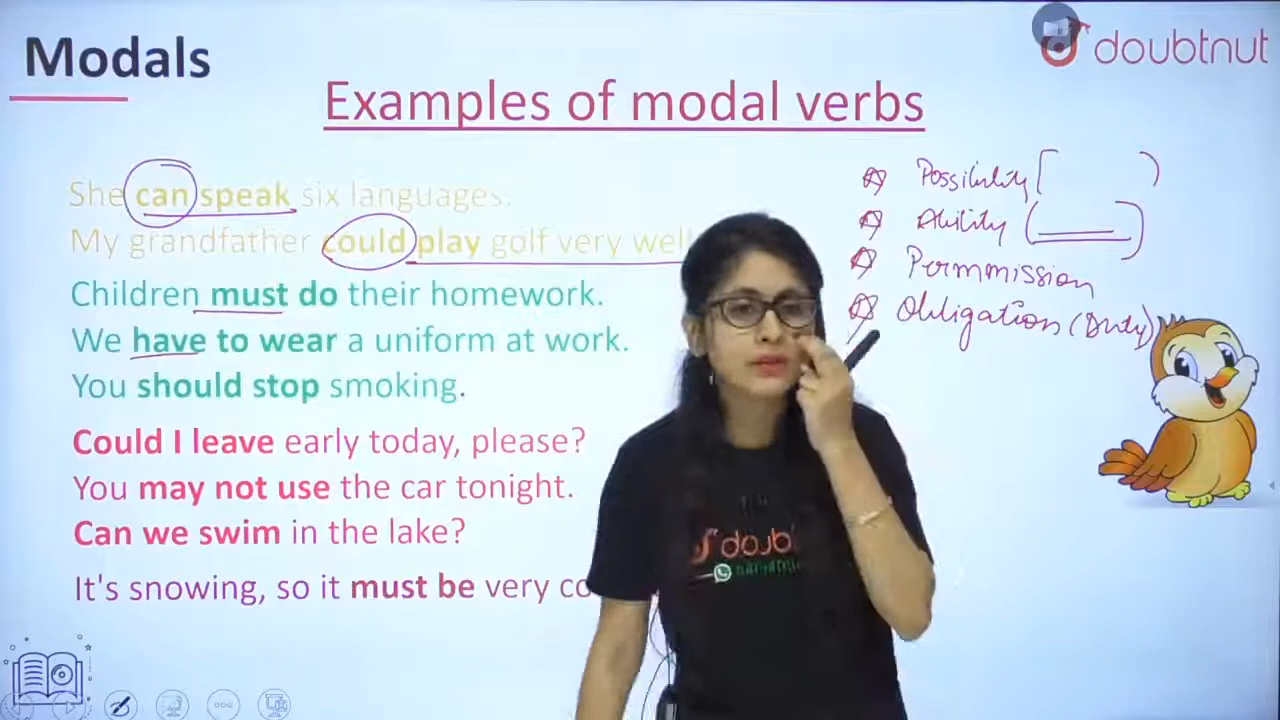 Modals
doubtnut
Examples of modal verbs
She can speak six languages.
My grandfather could play golf very well
Children must do their homework.
We have to wear a uniform at work.
You should stop smoking.
Could I leave early today, please?
You may not use the car tonight.
Can we swim in the lake?
It's snowing, so it must be very co
Possibility
Ability
Permmission
Obligation (Duty)
doubt